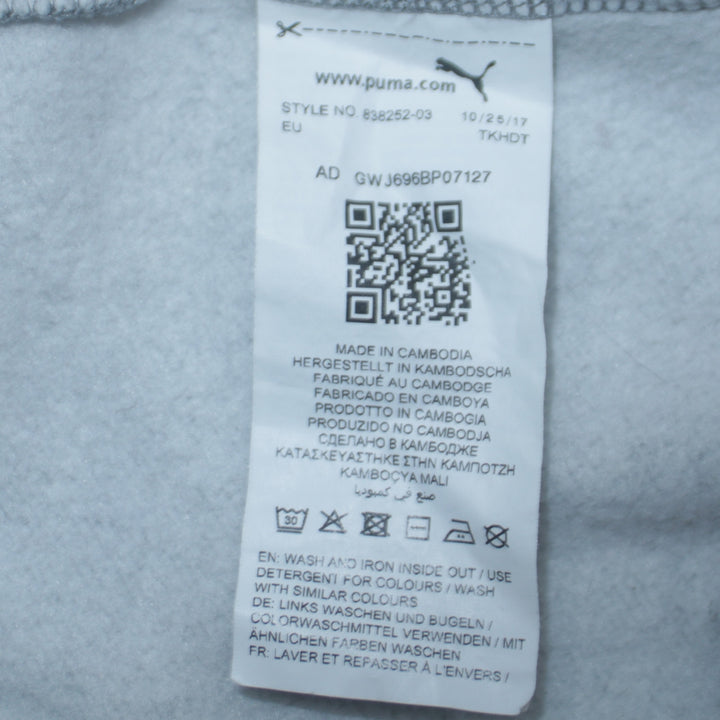 www.puma.com
STYLE NO. 838252-03 10/25/17
EU TKHDT
AD GWJ696BP07127
MADE IN CAMBODIA
HERGESTELLT IN KAMBODSCHA
FABRIQUÉ AU CAMBODGE
FABRICADO EN CAMBOYA
PRODOTTO IN CAMBOGIA
PRODUZIDO NO CAMBODJA
СДЕЛАНО В КАМБОДЖЕ
ΚΑΤΑΣΚΕΥΑΣΤΗΚΕ ΣΤΗΝ ΚΑΜΠΟΤΖΗ
KAMBOÇYA MALI
صنع في كمبوديا
30
EN: WASH AND IRON INSIDE OUT / USE
DETERGENT FOR COLOURS / WASH
WITH SIMILAR COLOURS
DE: LINKS WASCHEN UND BUGELN /
COLORWASCHMITTEL VERWENDEN / MIT
ÄHNLICHEN FARBEN WASCHEN
FR: LAVER ET REPASSER À L'ENVERS /